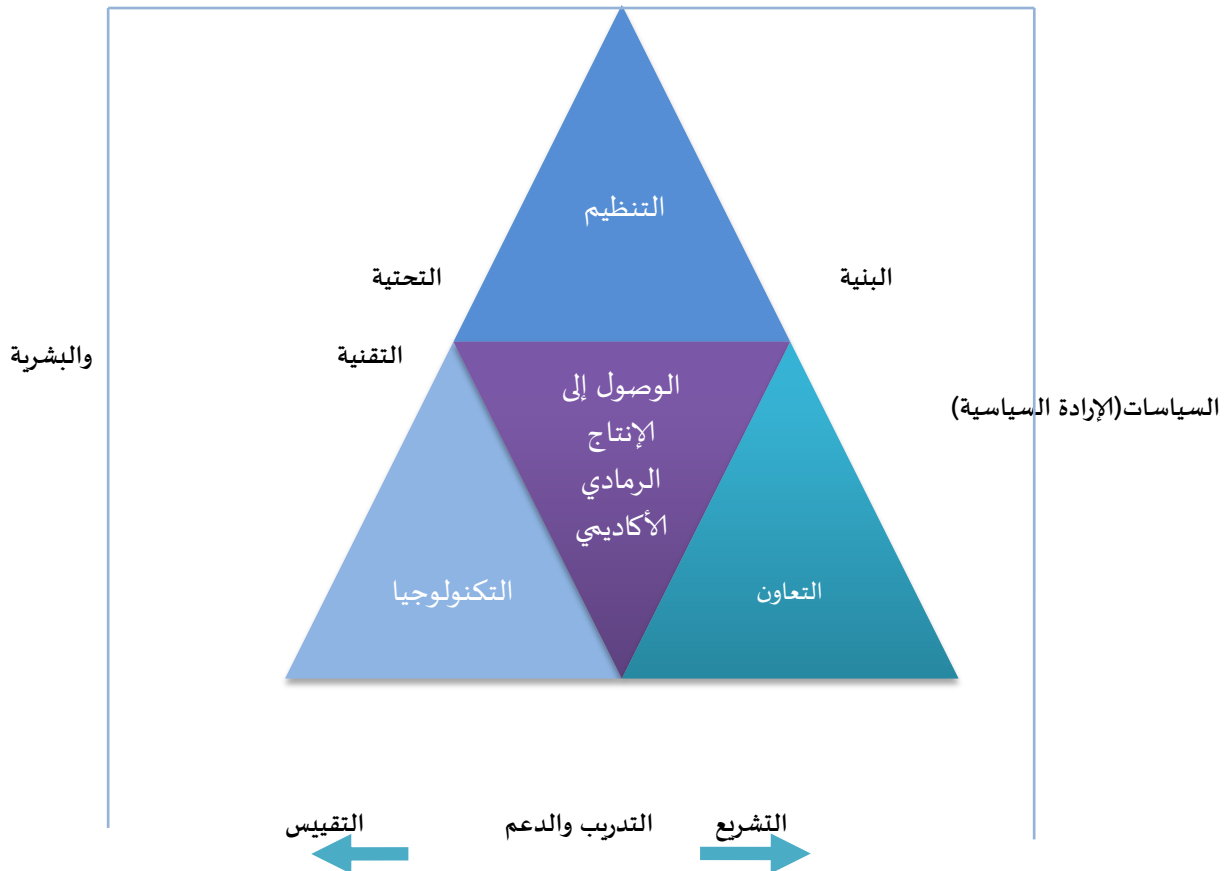 التنظيم
البنية
التحتية
التقنية
والبشرية
السياسات(الإرادة السياسية)
الوصول إلى
الإنتاج
الرمادي
الأكاديمي
التعاون
التكنولوجيا
التشريع
التدريب والدعم
التقييس